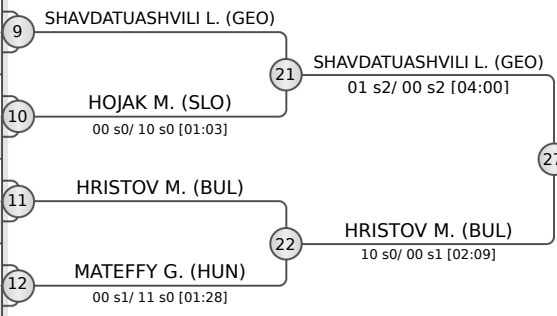 9
SHAVDATUASHVILI L. (GEO)
21
SHAVDATUASHVILI L. (GEO)
01 s2/ 00 s2 [04:00]
10
HOJAK M. (SLO)
00 s0/ 10 s0 [01:03]
27
11
HRISTOV M. (BUL)
22
HRISTOV M. (BUL)
10 s0/ 00 s1 [02:09]
12
MATEFFY G. (HUN)
00 s1/ 11 s0 [01:28]